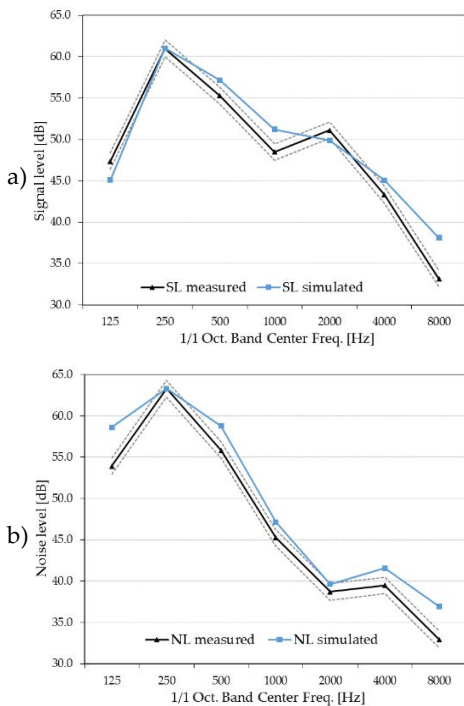 a)
Signal level [dB]
65.0
60.0
55.0
50.0
45.0
40.0
35.0
30.0
SL measured SL simulated
125 250 500 1000 2000 4000 8000
1/1 Oct. Band Center Freq. [Hz]
b)
Noise level [dB]
65.0
60.0
55.0
50.0
45.0
40.0
35.0
30.0
NL measured NL simulated
125 250 500 1000 2000 4000 8000
1/1 Oct. Band Center Freq. [Hz]